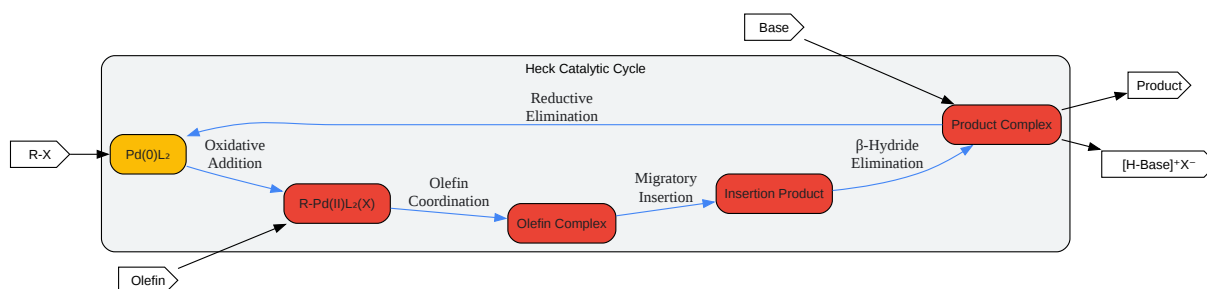 Base
Heck Catalytic Cycle
Product
Reductive
Elimination
Product Complex
R-X
Pd(0)L₂
Oxidative
Addition
β-Hydride
Elimination
[H-Base]⁺X⁻
Olefin
Coordination
Migratory
Insertion
R-Pd(II)L₂(X)
Insertion Product
Olefin Complex
Olefin